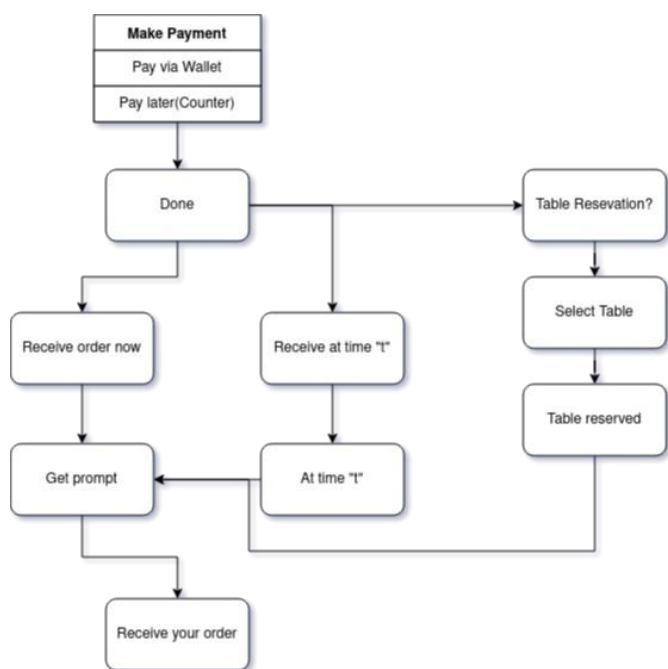 Make Payment
Pay via Wallet
Pay later(Counter)
Done
Table Resevation?
Select Table
Receive order now
Receive at time "t"
Table reserved
Get prompt
At time "t"
Receive your order